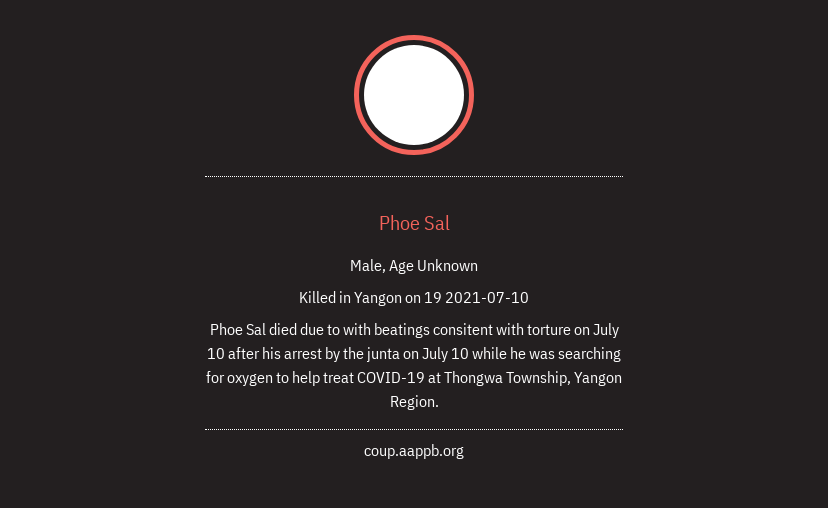 Phoe Sal
Male, Age Unknown
Killed in Yangon on 19 2021-07-10
Phoe Sal died due to with beatings consitent with torture on July
10 after his arrest by the junta on July 10 while he was searching
for oxygen to help treat COVID-19 at Thongwa Township, Yangon
Region.
coup.aappb.org